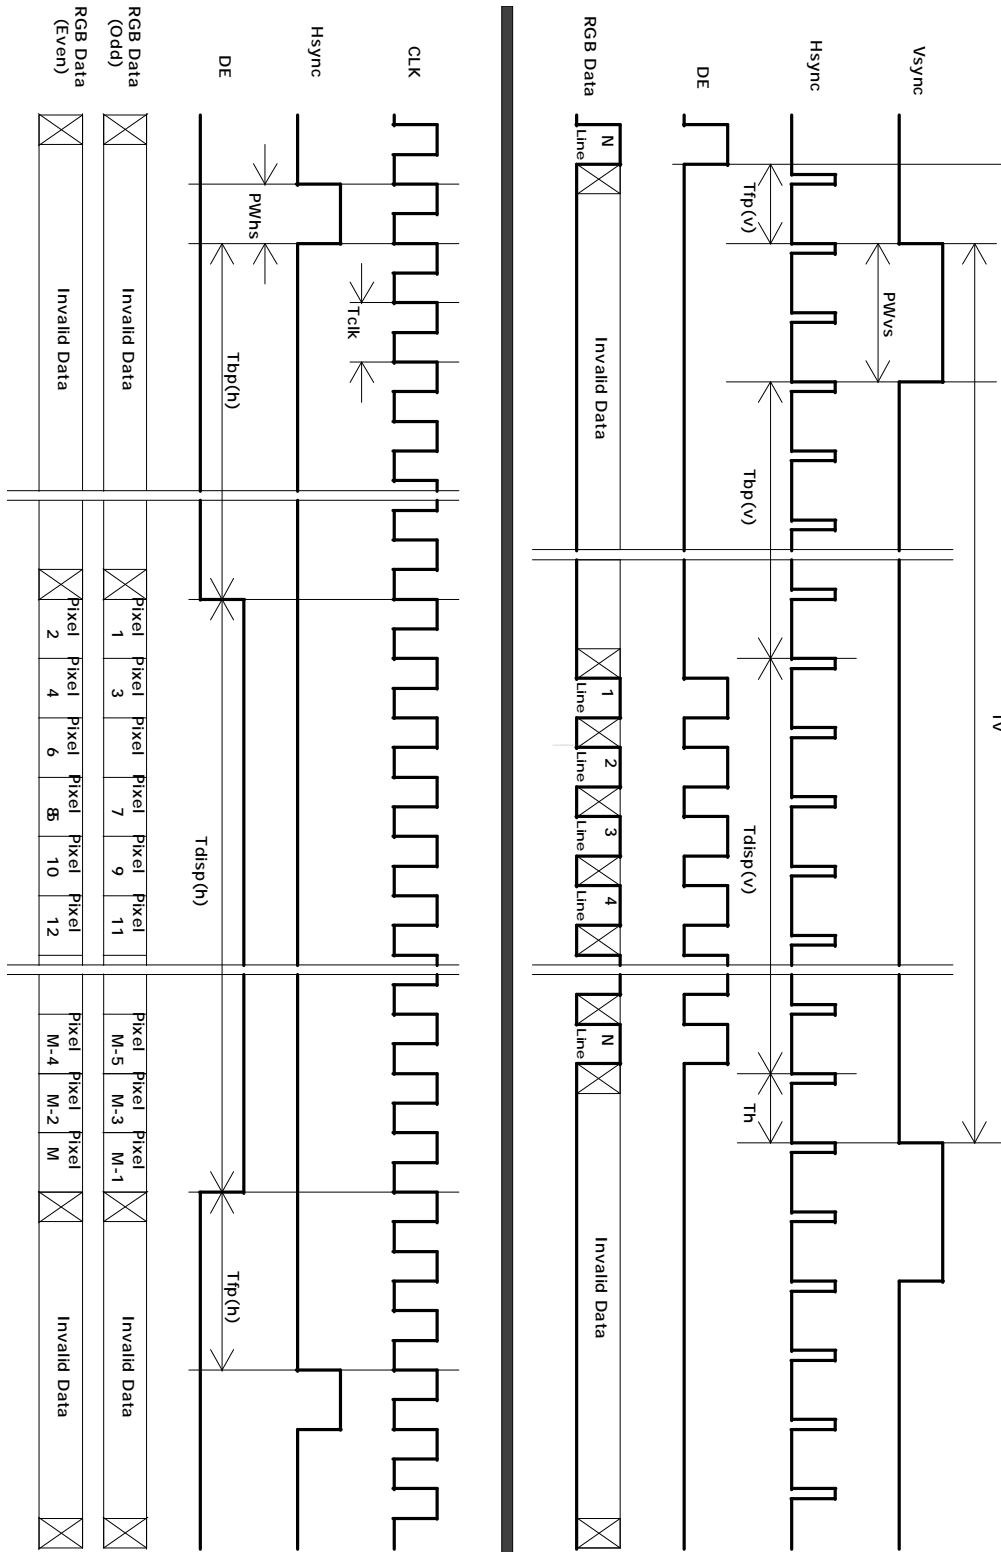 Vsync
PWvs
Hsync
Tfp(v)
Tbp(v)
Tdisp(v)
Th
DE
RGB Data
Line N
Invalid Data
Line 1
Line 2
Line 3
Line 4
Line N
Invalid Data
CLK
Tclk
Hsync
PWhs
DE
Tbp(h)
Tdisp(h)
Tfp(h)
RGB Data
(Odd)
Invalid Data
Pixel 1
Pixel 3
Pixel
Pixel 7
Pixel 9
Pixel 11
Pixel M-5
Pixel M-3
Pixel M-1
Invalid Data
RGB Data
(Even)
Invalid Data
Pixel 2
Pixel 4
Pixel 6
Pixel 8
Pixel 10
Pixel 12
Pixel M-4
Pixel M-2
Pixel M
Invalid Data